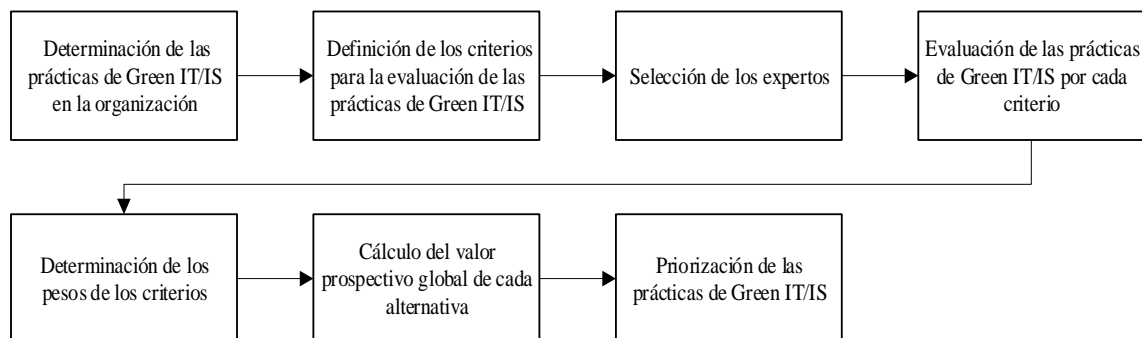 Determinación de las
prácticas de Green IT/IS
en la organización
Definición de los criterios
para la evaluación de las
prácticas de Green IT/IS
Selección de los expertos
Evaluación de las prácticas
de Green IT/IS por cada
criterio
Determinación de los
pesos de los criterios
Cálculo del valor
prospectivo global de cada
alternativa
Priorización de las
prácticas de Green IT/IS